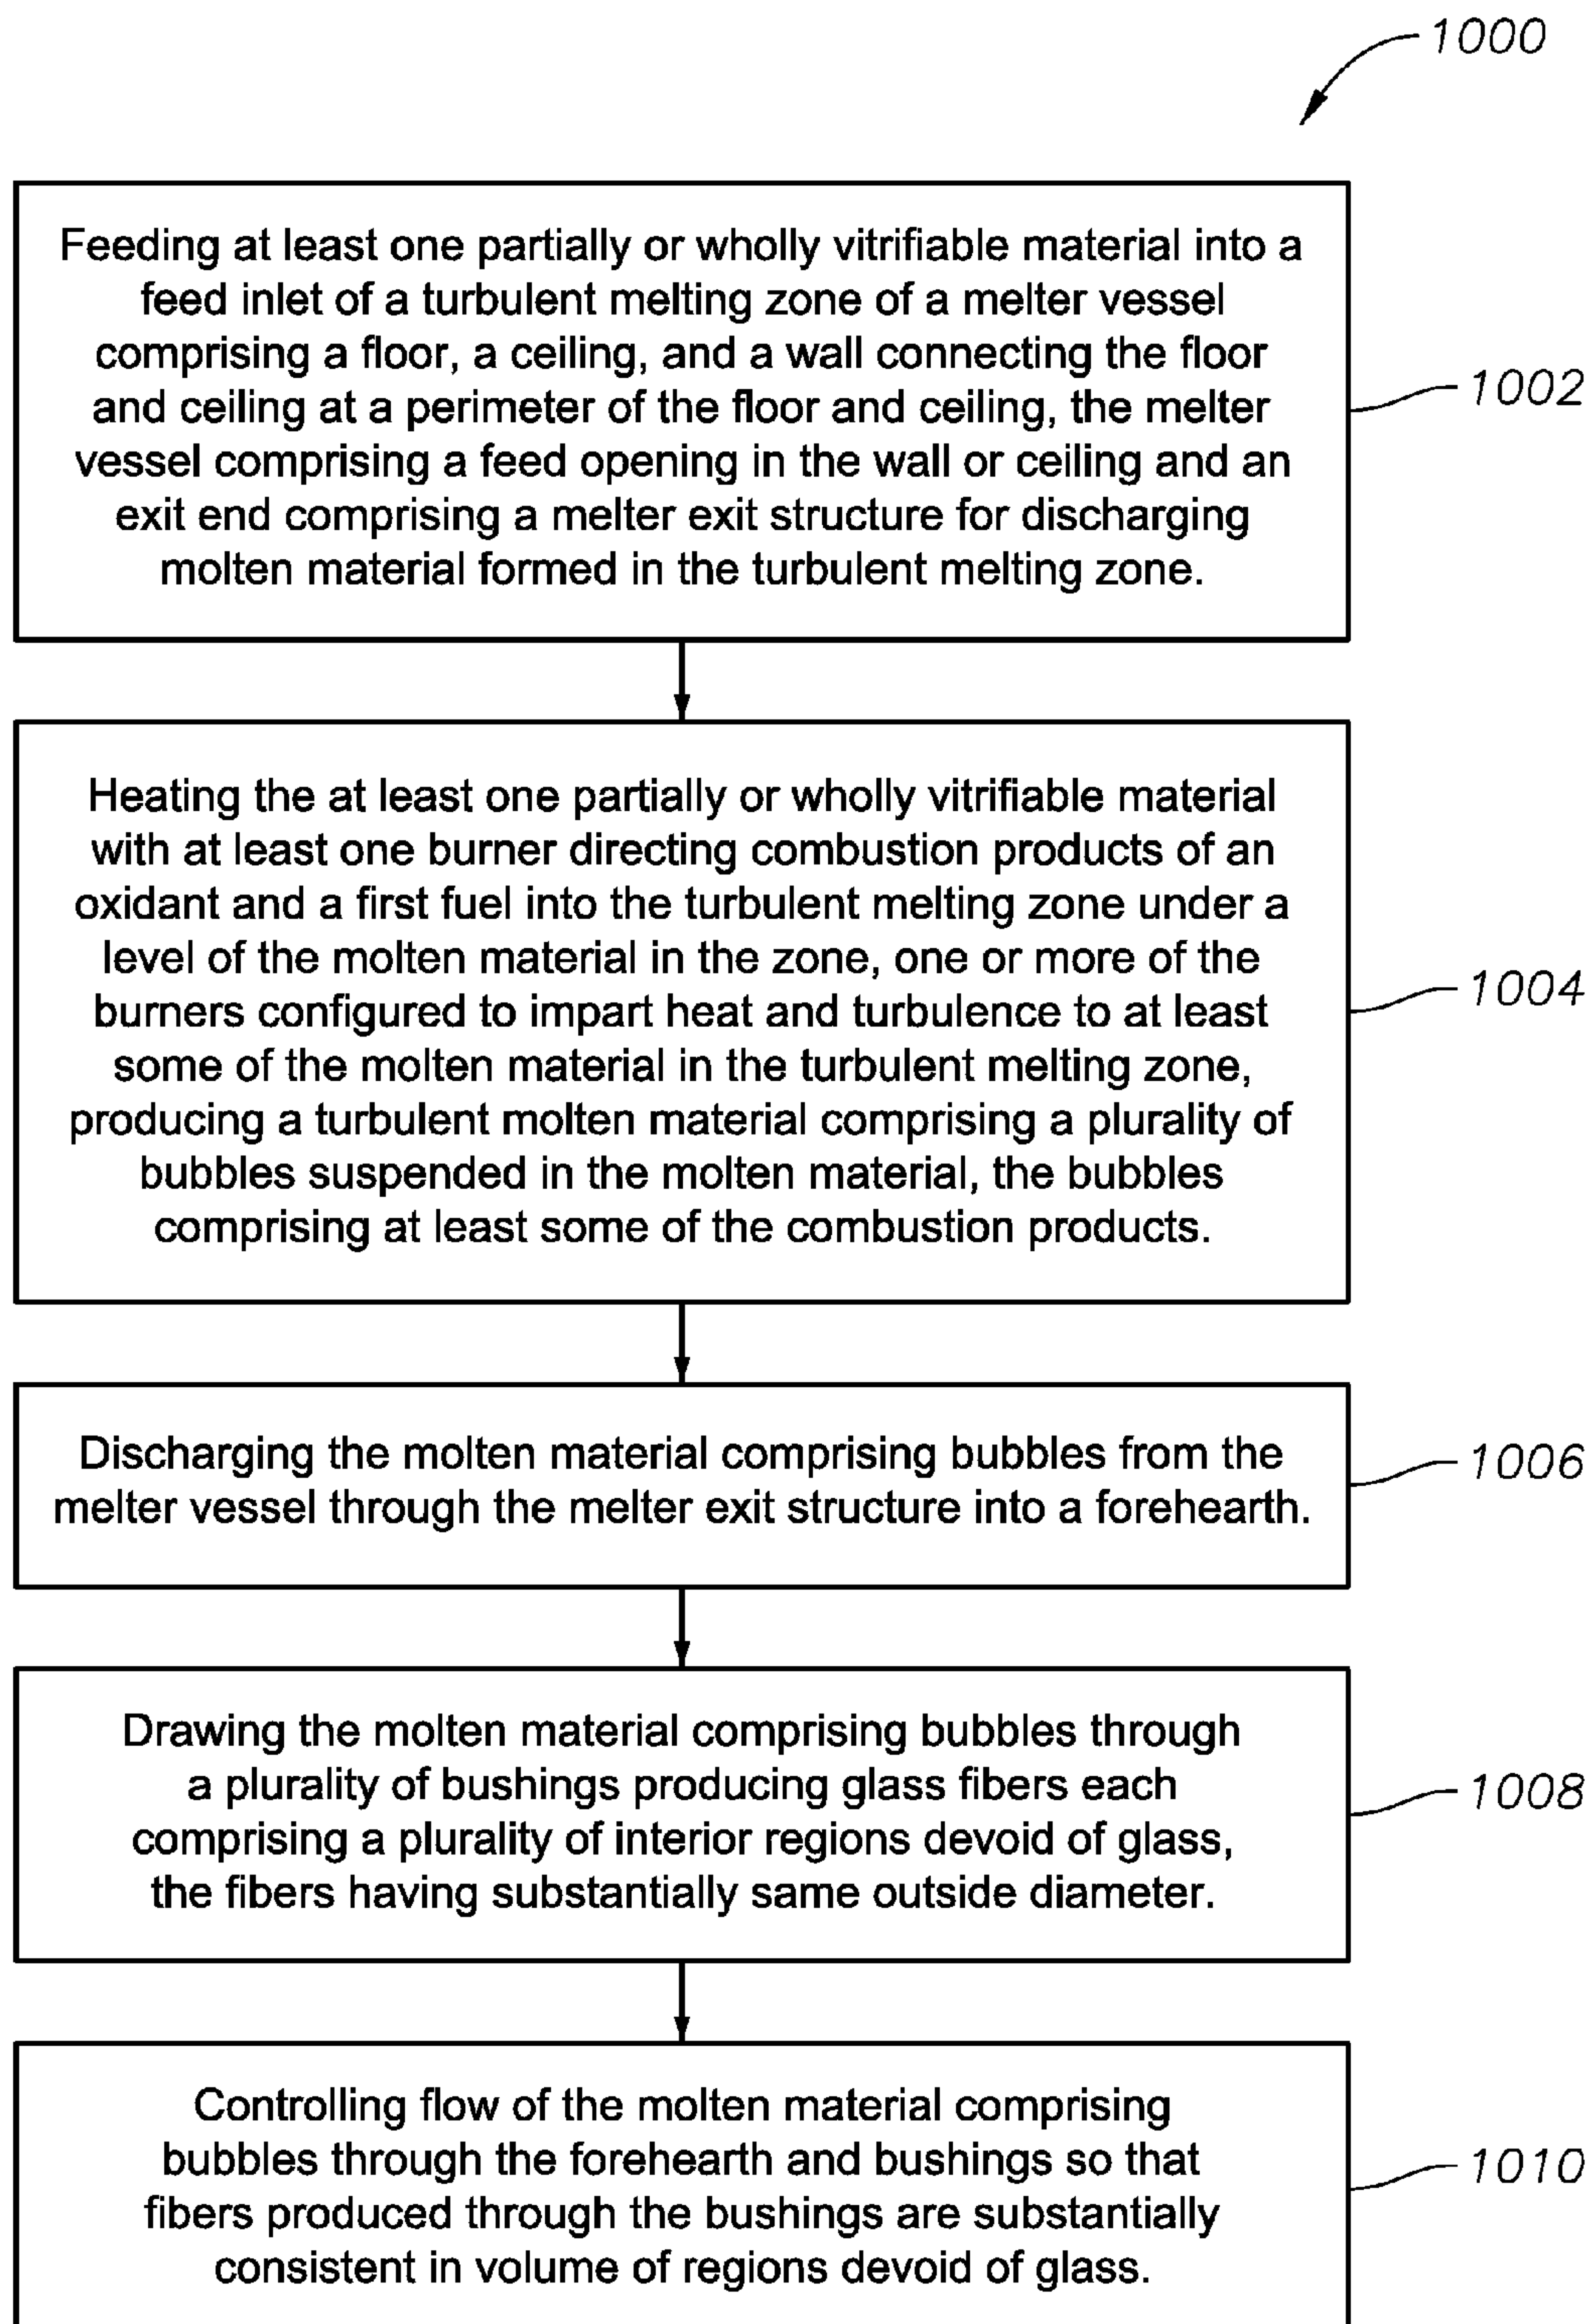 1000
Feeding at least one partially or wholly vitrifiable material into a
feed inlet of a turbulent melting zone of a melter vessel
comprising a floor, a ceiling, and a wall connecting the floor
and ceiling at a perimeter of the floor and ceiling, the melter
vessel comprising a feed opening in the wall or ceiling and an
exit end comprising a melter exit structure for discharging
molten material formed in the turbulent melting zone.
1002
Heating the at least one partially or wholly vitrifiable material
with at least one burner directing combustion products of an
oxidant and a first fuel into the turbulent melting zone under a
level of the molten material in the zone, one or more of the
burners configured to impart heat and turbulence to at least
some of the molten material in the turbulent melting zone,
producing a turbulent molten material comprising a plurality of
bubbles suspended in the molten material, the bubbles
comprising at least some of the combustion products.
1004
Discharging the molten material comprising bubbles from the
melter vessel through the melter exit structure into a forehearth.
1006
Drawing the molten material comprising bubbles through
a plurality of bushings producing glass fibers each
comprising a plurality of interior regions devoid of glass,
the fibers having substantially same outside diameter.
1008
Controlling flow of the molten material comprising
bubbles through the forehearth and bushings so that
fibers produced through the bushings are substantially
consistent in volume of regions devoid of glass.
1010